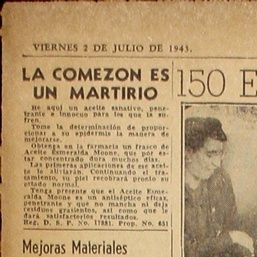 VIERNES 2 DE JULIO DE 1943.
LA COMEZON ES
UN MARTIRIO
He aquí un aceite sanativo, pene-
trante e inocuo para los que la su-
fren.
Tome la determinación de propor-
cionar a su epidermis la manera de
mejorarse.
Obtenga en la farmacia un frasco de
Aceite Esmeralda Moone, que por es-
tar concentrado dura muchos días.
Las primeras aplicaciones de ese acei-
te lo aliviarán. Continuando el tra-
tamiento, su piel recobrará pronto su
estado normal.
Tenga presente que el Aceite Esme-
ralda Moone es un antiséptico eficaz,
penetrante y que no mancha ni deja
residuos grasientos, así como le
dará satisfactorios resultados.
Reg. D. S. P. No. 17881. Prop. No. 651
150 E
Mejoras Materiales